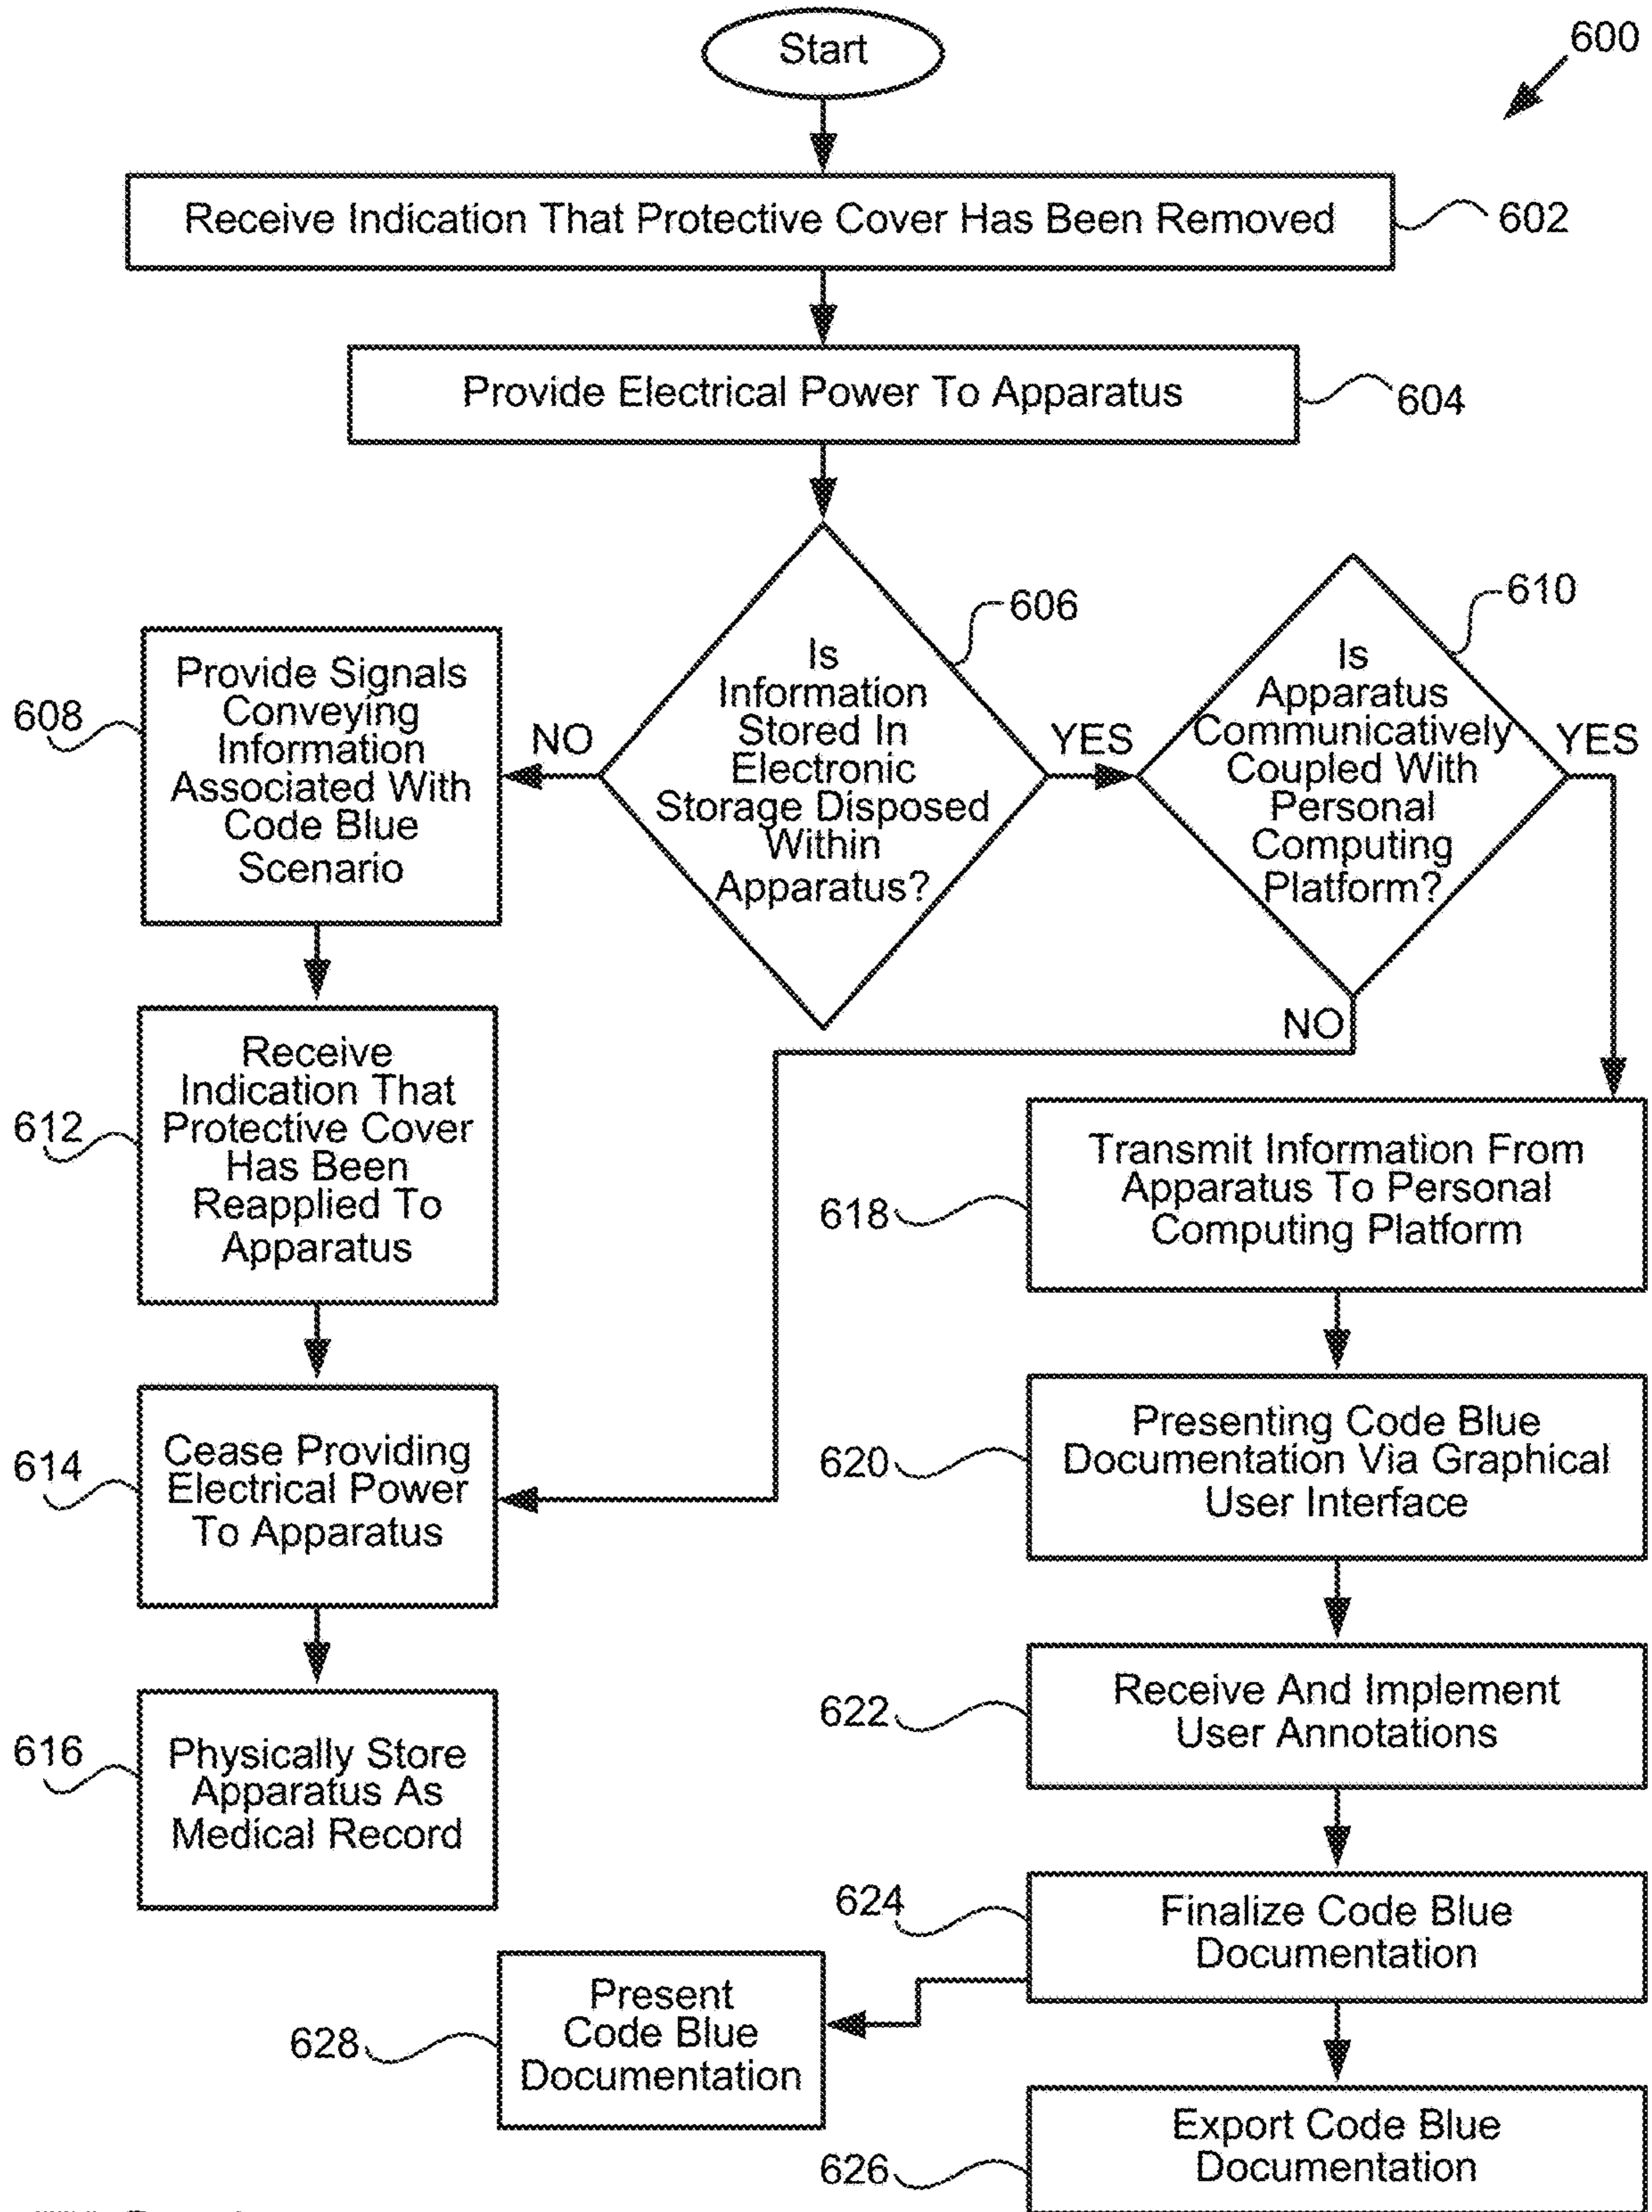 Start
600
Receive Indication That Protective Cover Has Been Removed
602
Provide Electrical Power To Apparatus
604
606
Is
Information
Stored In
Electronic
Storage Disposed
Within
Apparatus?
NO
YES
610
Is
Apparatus
Communicatively
Coupled With
Personal
Computing
Platform?
YES
NO
608
Provide Signals
Conveying
Information
Associated With
Code Blue
Scenario
612
Receive
Indication That
Protective Cover
Has Been
Reapplied To
Apparatus
614
Cease Providing
Electrical Power
To Apparatus
616
Physically Store
Apparatus As
Medical Record
618
Transmit Information From
Apparatus To Personal
Computing Platform
620
Presenting Code Blue
Documentation Via Graphical
User Interface
622
Receive And Implement
User Annotations
624
Finalize Code Blue
Documentation
628
Present
Code Blue
Documentation
626
Export Code Blue
Documentation